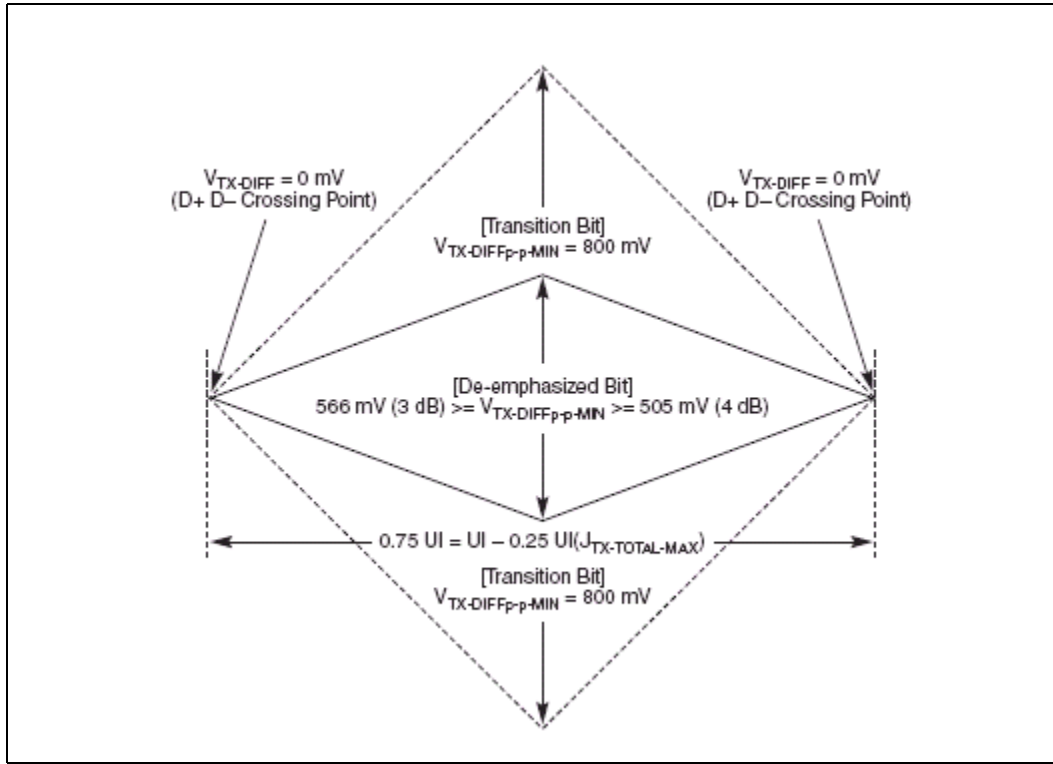 V_TX-DIFF = 0 mV
(D+ D– Crossing Point)
V_TX-DIFF = 0 mV
(D+ D– Crossing Point)
[Transition Bit]
V_TX-DIFFp-p-MIN = 800 mV
[De-emphasized Bit]
566 mV (3 dB) >= V_TX-DIFFp-p-MIN >= 505 mV (4 dB)
0.75 UI = UI – 0.25 UI(J_TX-TOTAL-MAX)
[Transition Bit]
V_TX-DIFFp-p-MIN = 800 mV